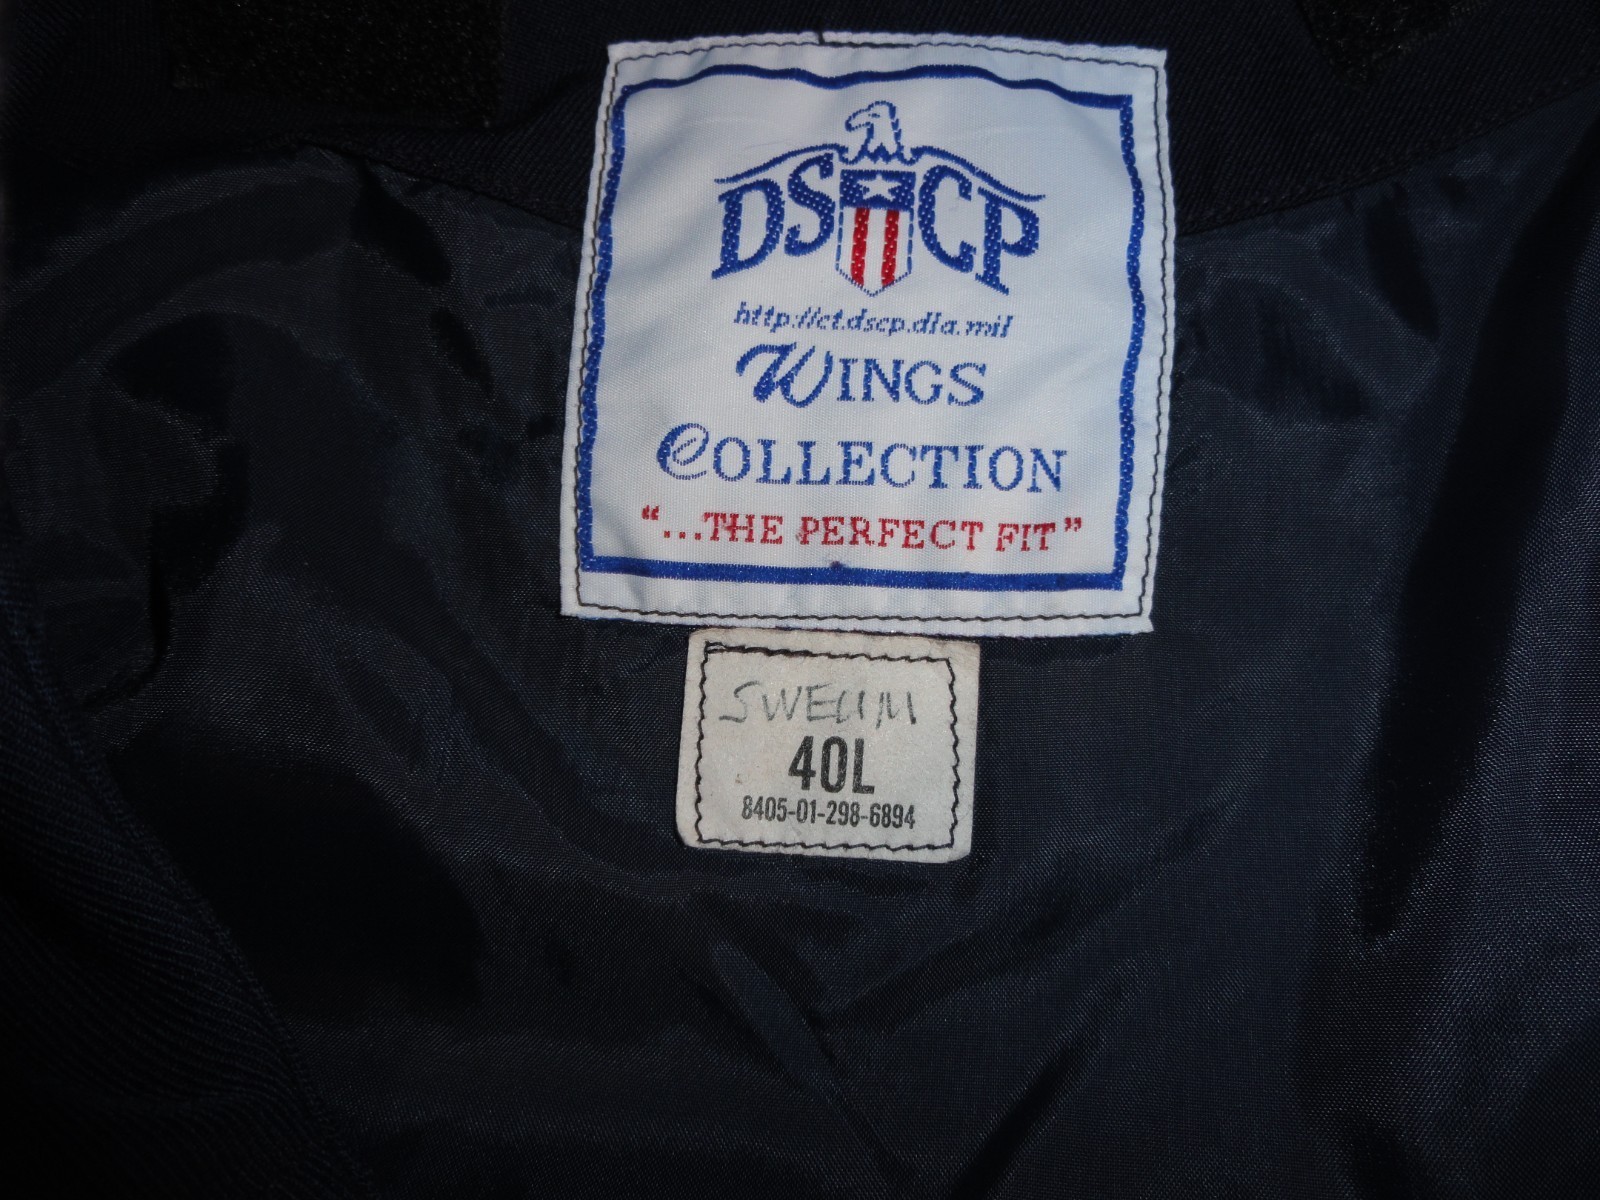 DSCP
http://ct.dscp.dla.mil
WINGS
COLLECTION
“...THE PERFECT FIT”
40L
8405-01-298-6894